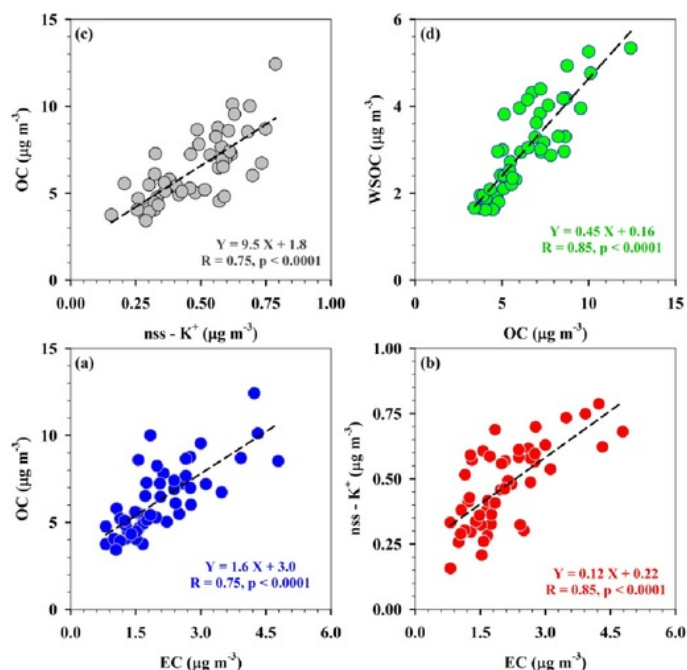 (c)
15
10
5
0
OC (µg m⁻³)
Y = 9.5 X + 1.8
R = 0.75, p < 0.0001
0.00 0.25 0.50 0.75 1.00
nss - K⁺ (µg m⁻³)
(d)
6
4
2
0
WSOC (µg m⁻³)
Y = 0.45 X + 0.16
R = 0.85, p < 0.0001
0 5 10 15
OC (µg m⁻³)
(a)
15
10
5
0
OC (µg m⁻³)
Y = 1.6 X + 3.0
R = 0.75, p < 0.0001
0.0 1.5 3.0 4.5 6.0
EC (µg m⁻³)
(b)
1.00
0.75
0.50
0.25
0.00
nss - K⁺ (µg m⁻³)
Y = 0.12 X + 0.22
R = 0.85, p < 0.0001
0.0 1.5 3.0 4.5 6.0
EC (µg m⁻³)